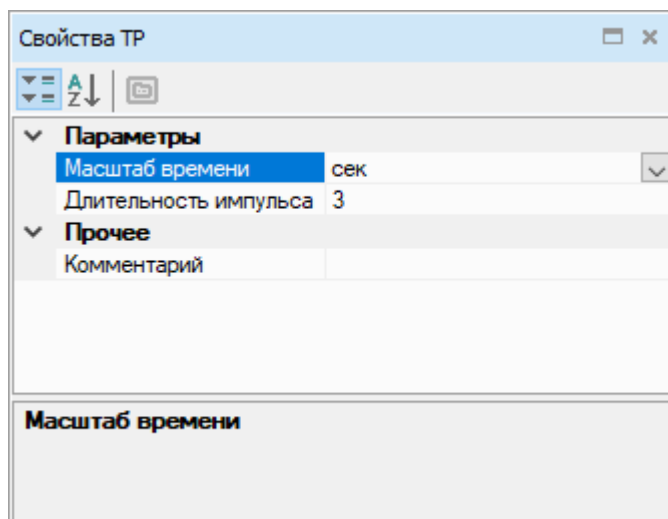 Свойства TP
Параметры
Масштаб времени сек
Длительность импульса 3
Прочее
Комментарий
Масштаб времени